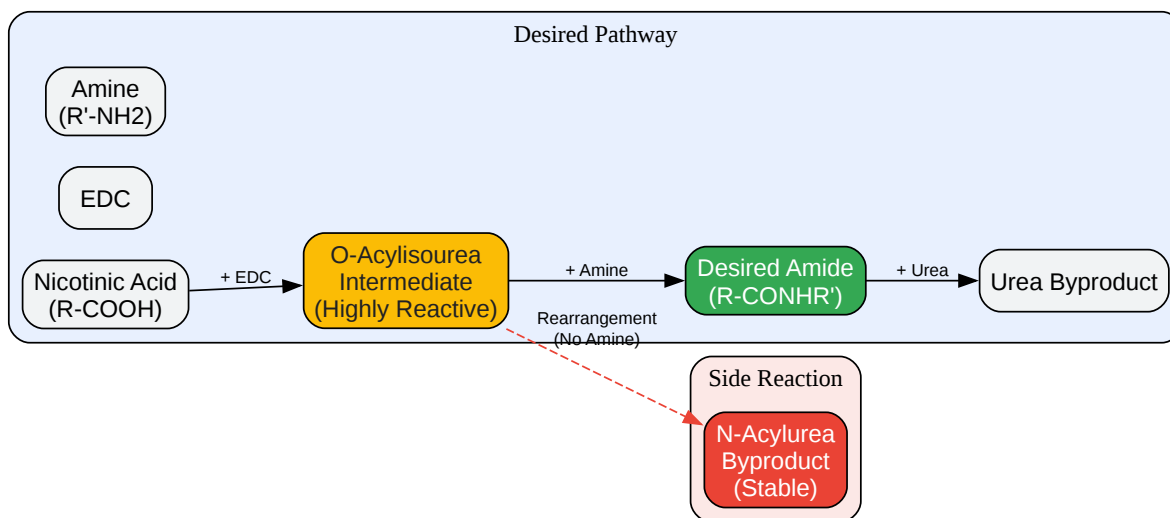 Desired Pathway
Amine
(R'-NH2)
EDC
Nicotinic Acid
(R-COOH)
+ EDC
O-Acylisourea
Intermediate
(Highly Reactive)
+ Amine
Desired Amide
(R-CONHR')
+ Urea
Urea Byproduct
Rearrangement
(No Amine)
Side Reaction
N-Acylurea
Byproduct
(Stable)